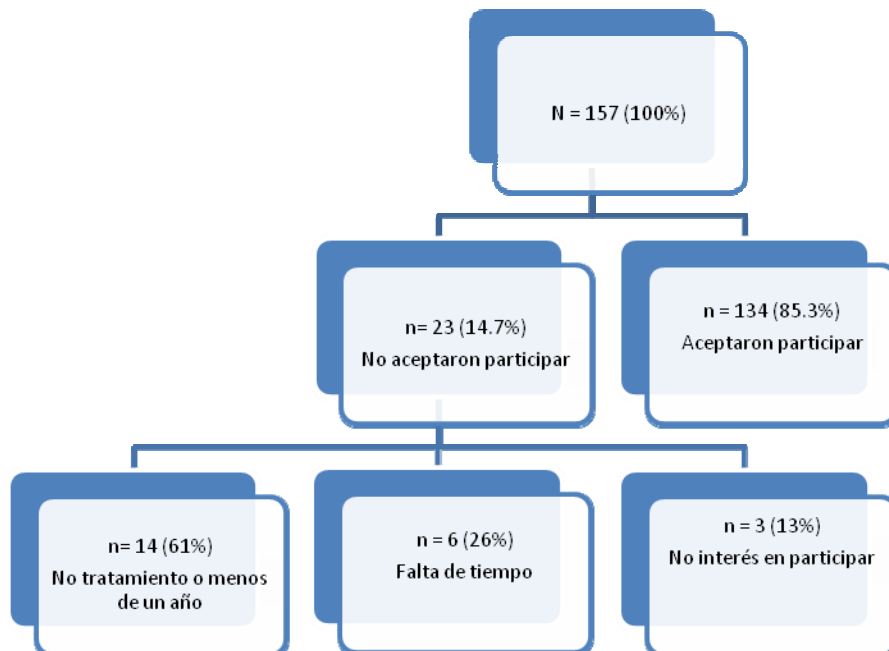 N = 157 (100%)
n= 23 (14.7%)
No aceptaron participar
n = 134 (85.3%)
Aceptaron participar
n= 14 (61%)
No tratamiento o menos
de un año
n = 6 (26%)
Falta de tiempo
n = 3 (13%)
No interés en participar